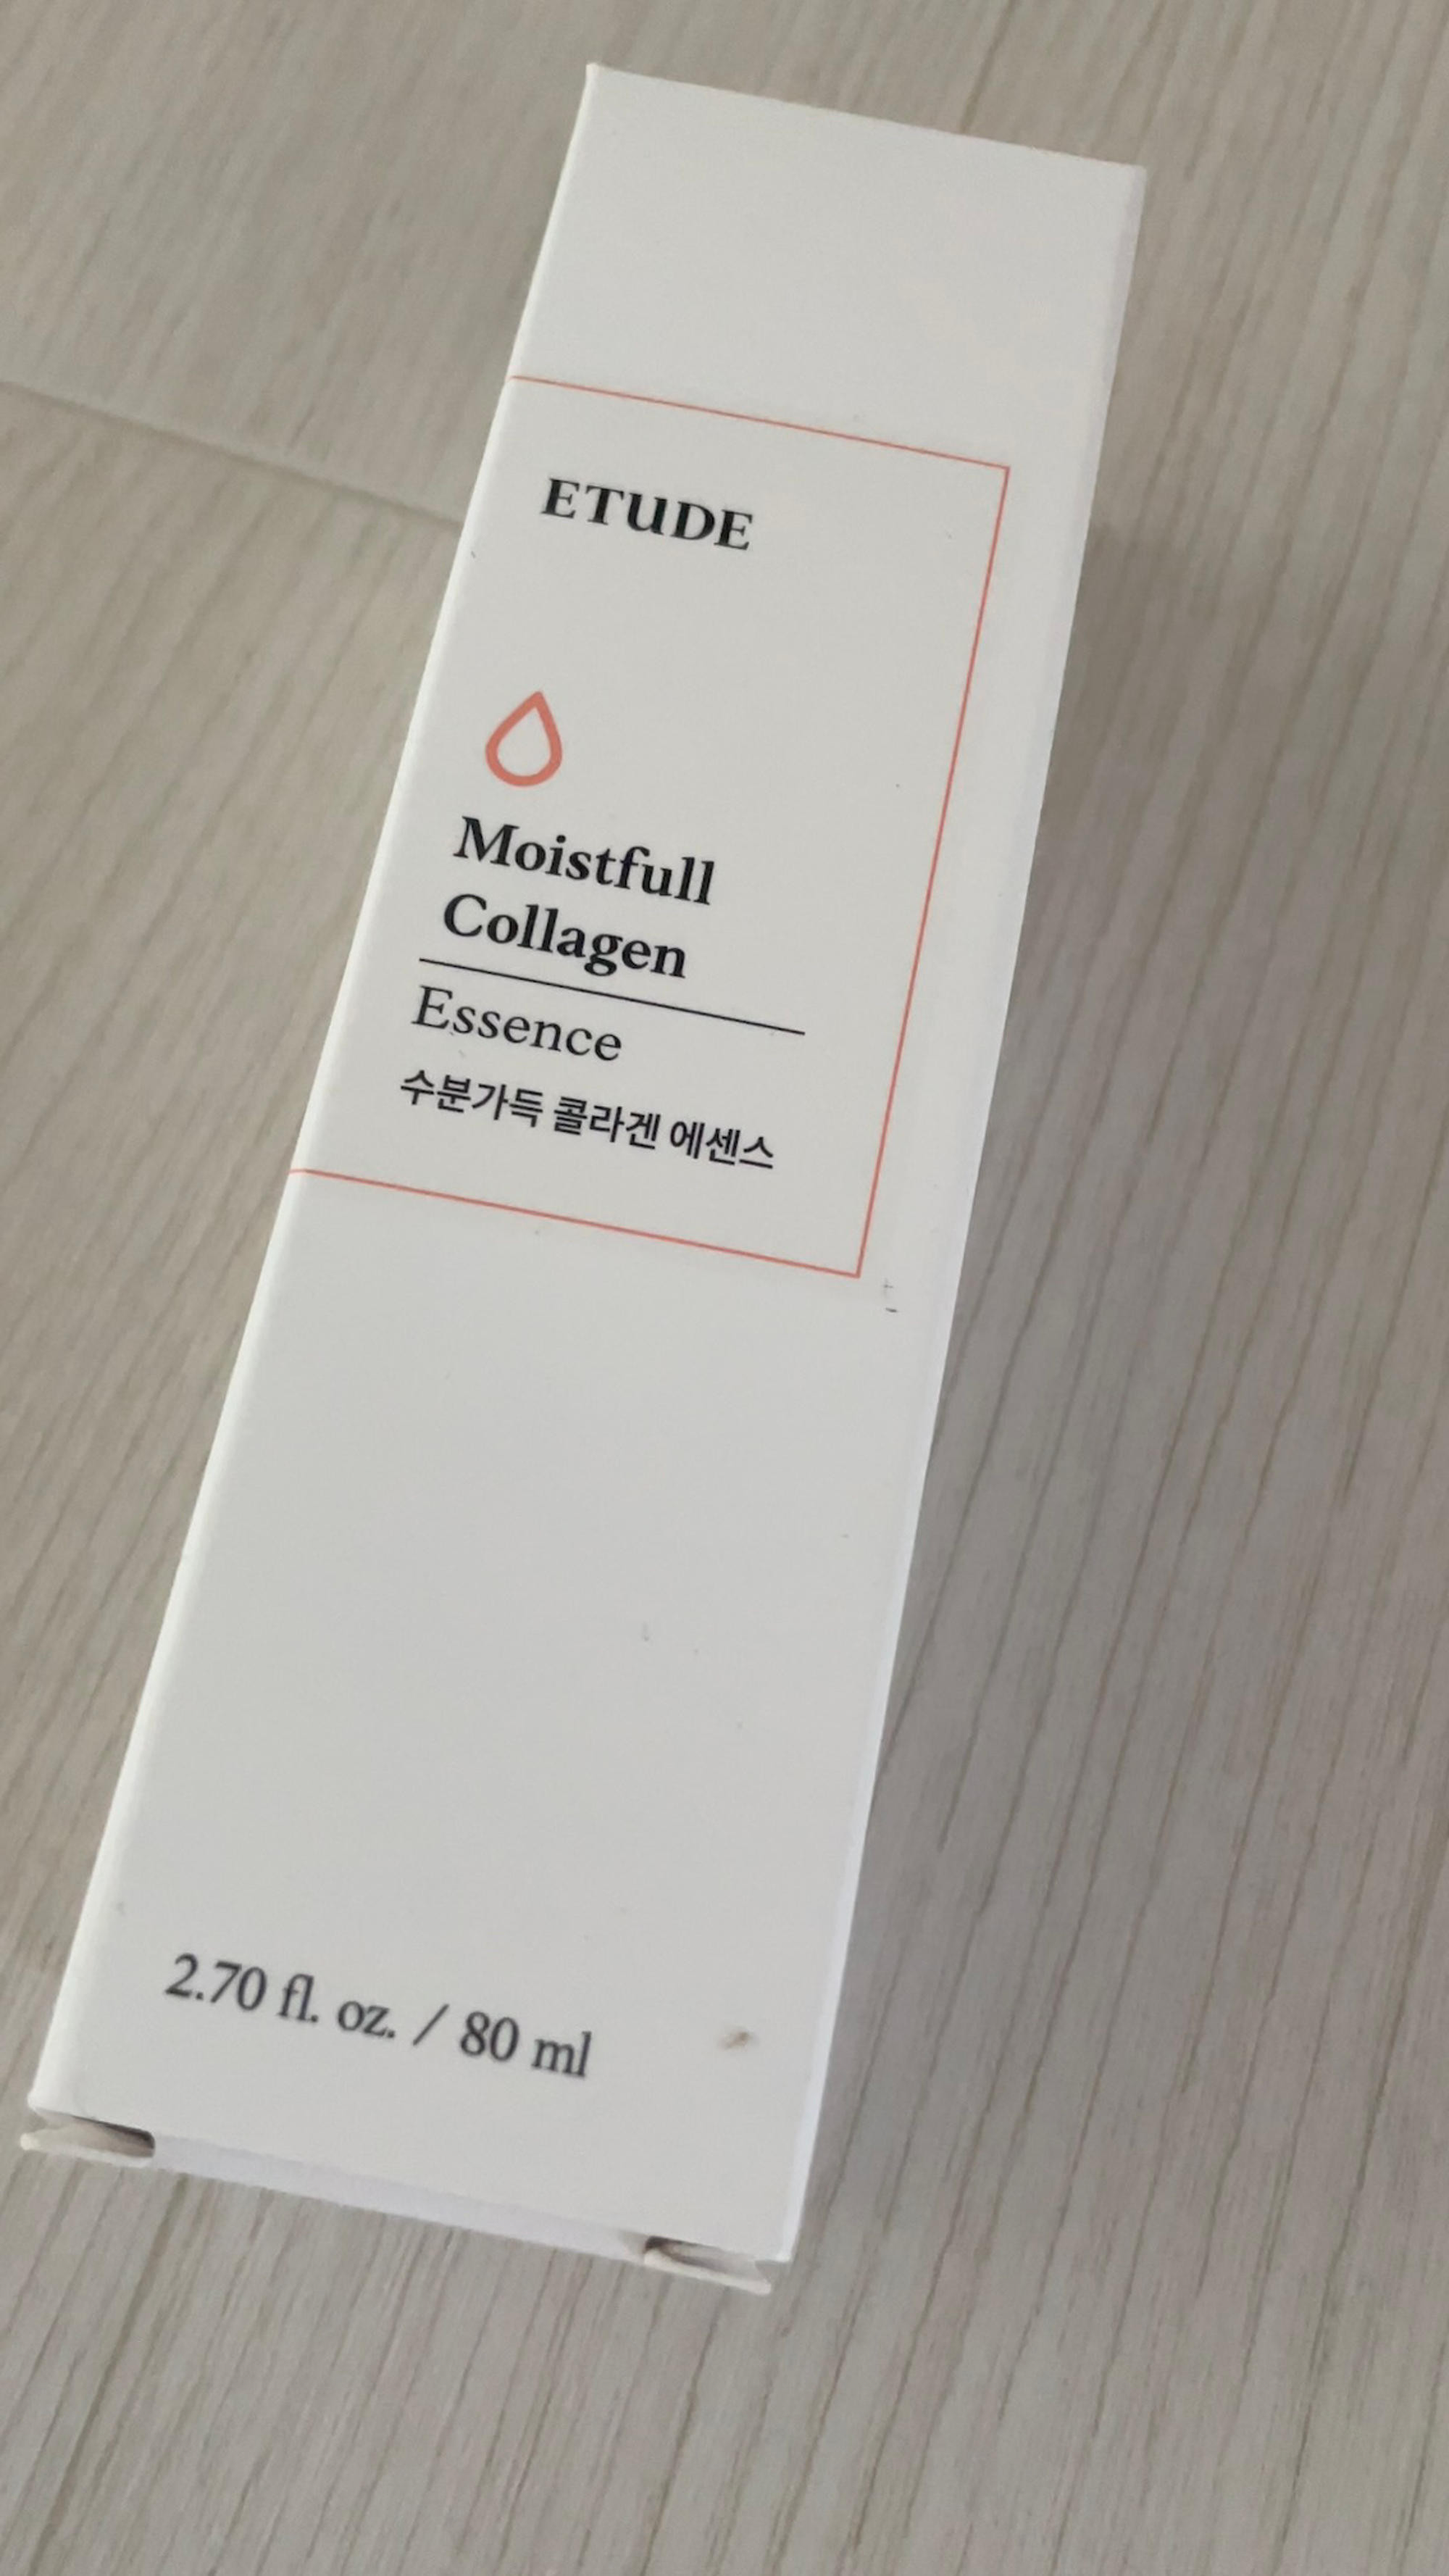 ETUDE
Moistfull
Collagen
Essence
수분가득 콜라겐 에센스
2.70 fl. oz. / 80 ml